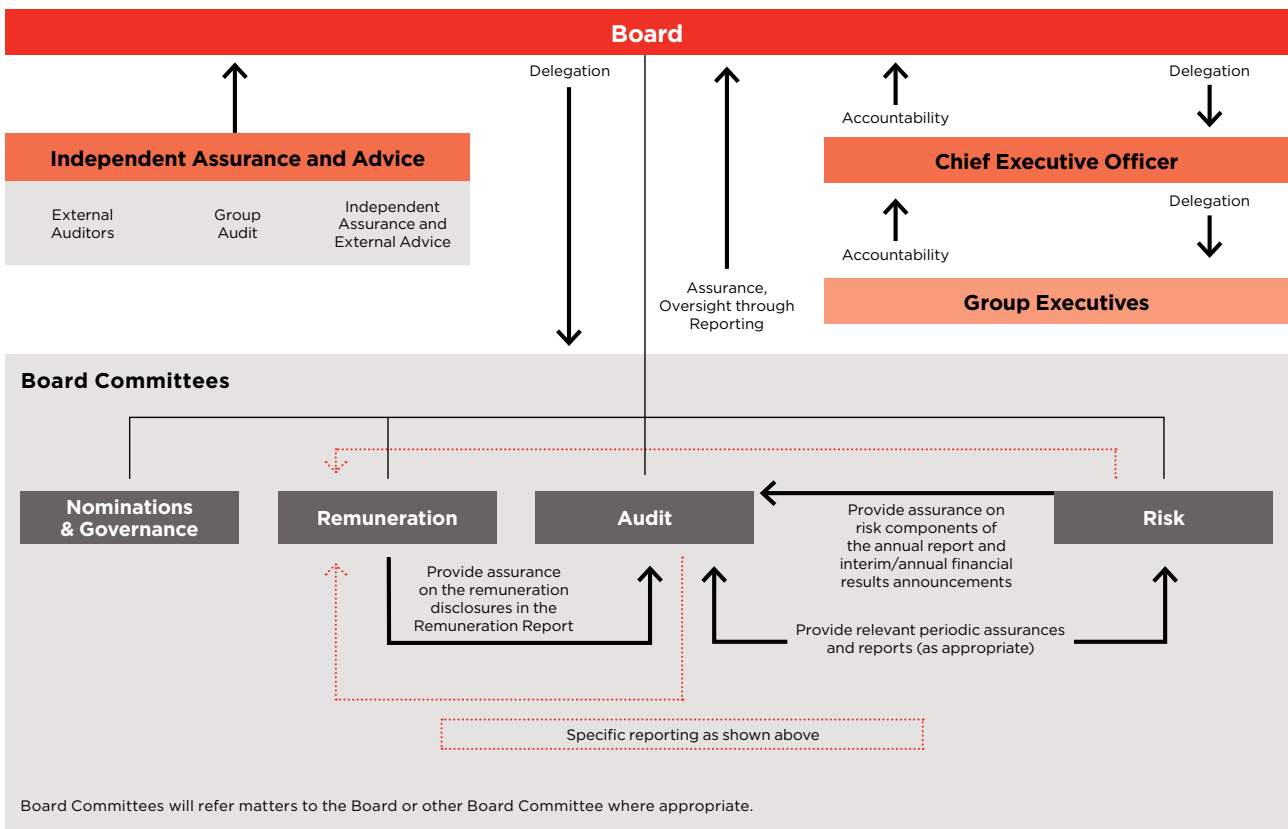 Board
Delegation
Delegation
Accountability
Independent Assurance and Advice
External
Auditors
Group
Audit
Independent
Assurance and
External Advice
Chief Executive Officer
Delegation
Accountability
Assurance,
Oversight through
Reporting
Group Executives
Board Committees
Nominations
& Governance
Remuneration
Audit
Risk
Provide assurance on
risk components of
the annual report and
interim/annual financial
results announcements
Provide assurance
on the remuneration
disclosures in the
Remuneration Report
Provide relevant periodic assurances
and reports (as appropriate)
Specific reporting as shown above
Board Committees will refer matters to the Board or other Board Committee where appropriate.